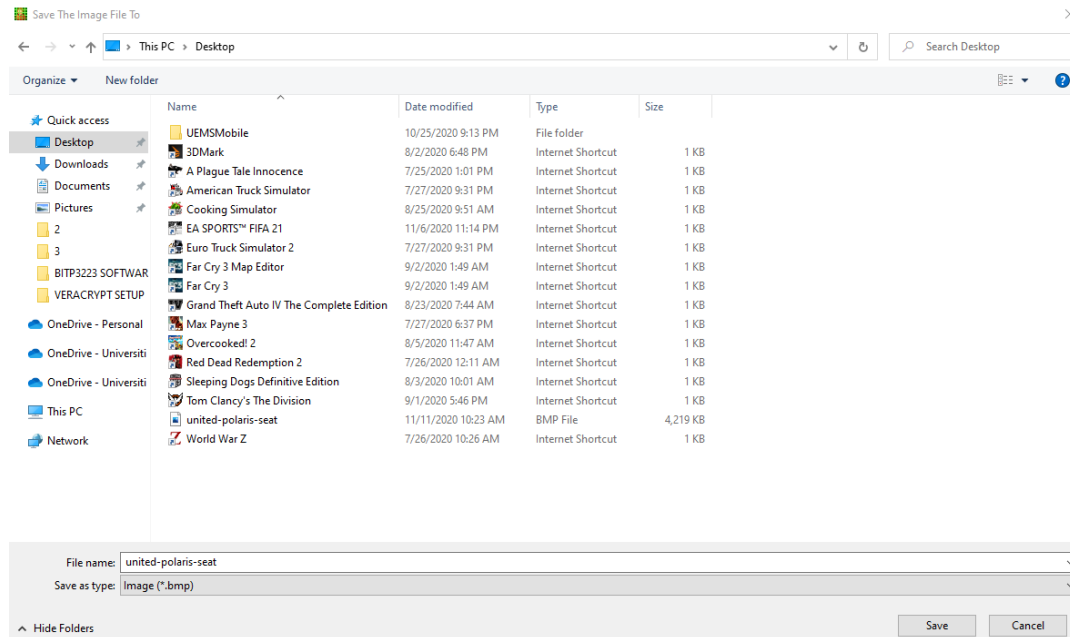 Save The Image File To
This PC > Desktop
Search Desktop
Organize
New folder
Name
Date modified
Type
Size
Quick access
Desktop
Downloads
Documents
Pictures
2
3
BITP3223 SOFTWAR
VERACRYPT SETUP
OneDrive - Personal
OneDrive - Universiti
OneDrive - Universiti
This PC
Network
UEMSMobile 10/25/2020 9:13 PM File folder
3DMark 8/2/2020 6:48 PM Internet Shortcut 1 KB
A Plague Tale Innocence 7/25/2020 1:01 PM Internet Shortcut 1 KB
American Truck Simulator 7/27/2020 9:31 PM Internet Shortcut 1 KB
Cooking Simulator 8/25/2020 9:51 AM Internet Shortcut 1 KB
EA SPORTS™ FIFA 21 11/6/2020 11:14 PM Internet Shortcut 1 KB
Euro Truck Simulator 2 7/27/2020 9:31 PM Internet Shortcut 1 KB
Far Cry 3 Map Editor 9/2/2020 1:49 AM Internet Shortcut 1 KB
Far Cry 3 9/2/2020 1:49 AM Internet Shortcut 1 KB
Grand Theft Auto IV The Complete Edition 8/23/2020 7:44 AM Internet Shortcut 1 KB
Max Payne 3 7/27/2020 6:37 PM Internet Shortcut 1 KB
Overcooked! 2 8/5/2020 11:47 AM Internet Shortcut 1 KB
Red Dead Redemption 2 7/26/2020 12:11 AM Internet Shortcut 1 KB
Sleeping Dogs Definitive Edition 8/3/2020 10:01 AM Internet Shortcut 1 KB
Tom Clancy's The Division 9/1/2020 5:46 PM Internet Shortcut 1 KB
united-polaris-seat 11/11/2020 10:23 AM BMP File 4,219 KB
World War Z 7/26/2020 10:26 AM Internet Shortcut 1 KB
File name: united-polaris-seat
Save as type: Image (*.bmp)
Hide Folders
Save
Cancel